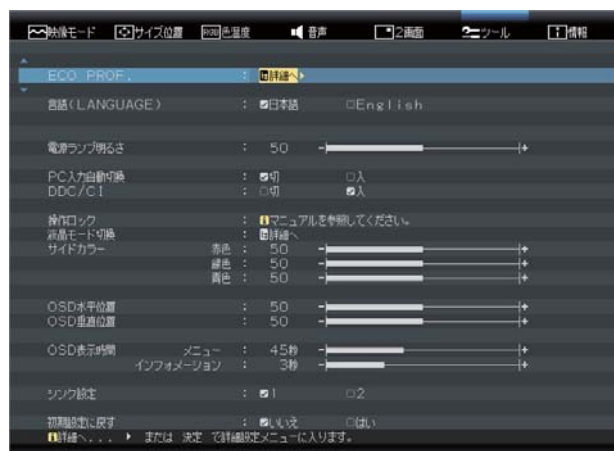 映像モード サイズ位置 RGB 色温度 音声 2画面 ツール 情報
ECO PROF. : 詳細へ
言語(LANGUAGE) : 日本語 English
電源ランプ明るさ : 50 - +
PC入力自動切換 : 切 入
DDC/CI : 切 入
操作ロック : マニュアルを参照してください。
液晶モード切換 : 詳細へ
サイドカラー 赤色 : 50 - +
緑色 : 50 - +
青色 : 50 - +
OSD水平位置 : 50 - +
OSD垂直位置 : 50 - +
OSD表示時間 メニュー : 45秒 - +
インフォメーション : 3秒 - +
シンク設定 : 1 2
初期設定に戻す : いいえ はい
詳細へ... または 決定 で詳細設定メニューに入ります。